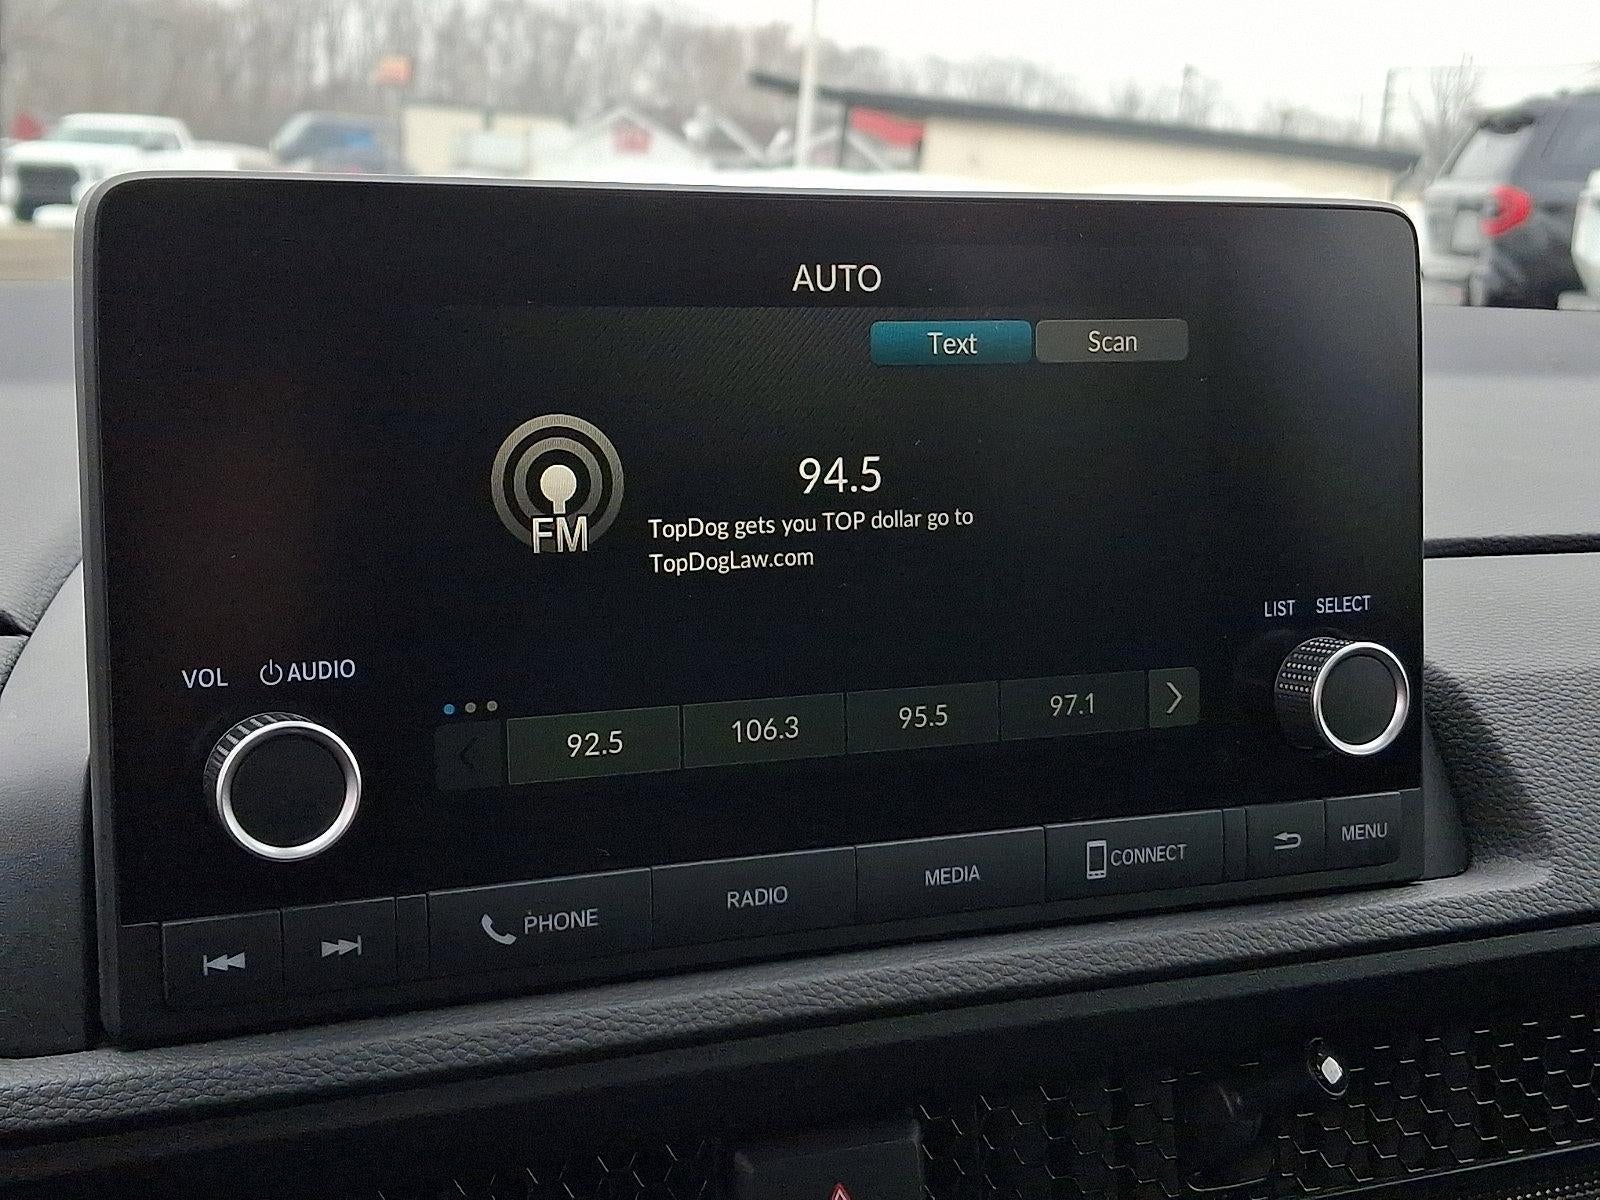 AUTO
Text Scan
94.5
FM
TopDog gets you TOP dollar go to
TopDogLaw.com
LIST SELECT
VOL AUDIO
92.5 106.3 95.5 97.1
PHONE RADIO MEDIA CONNECT MENU